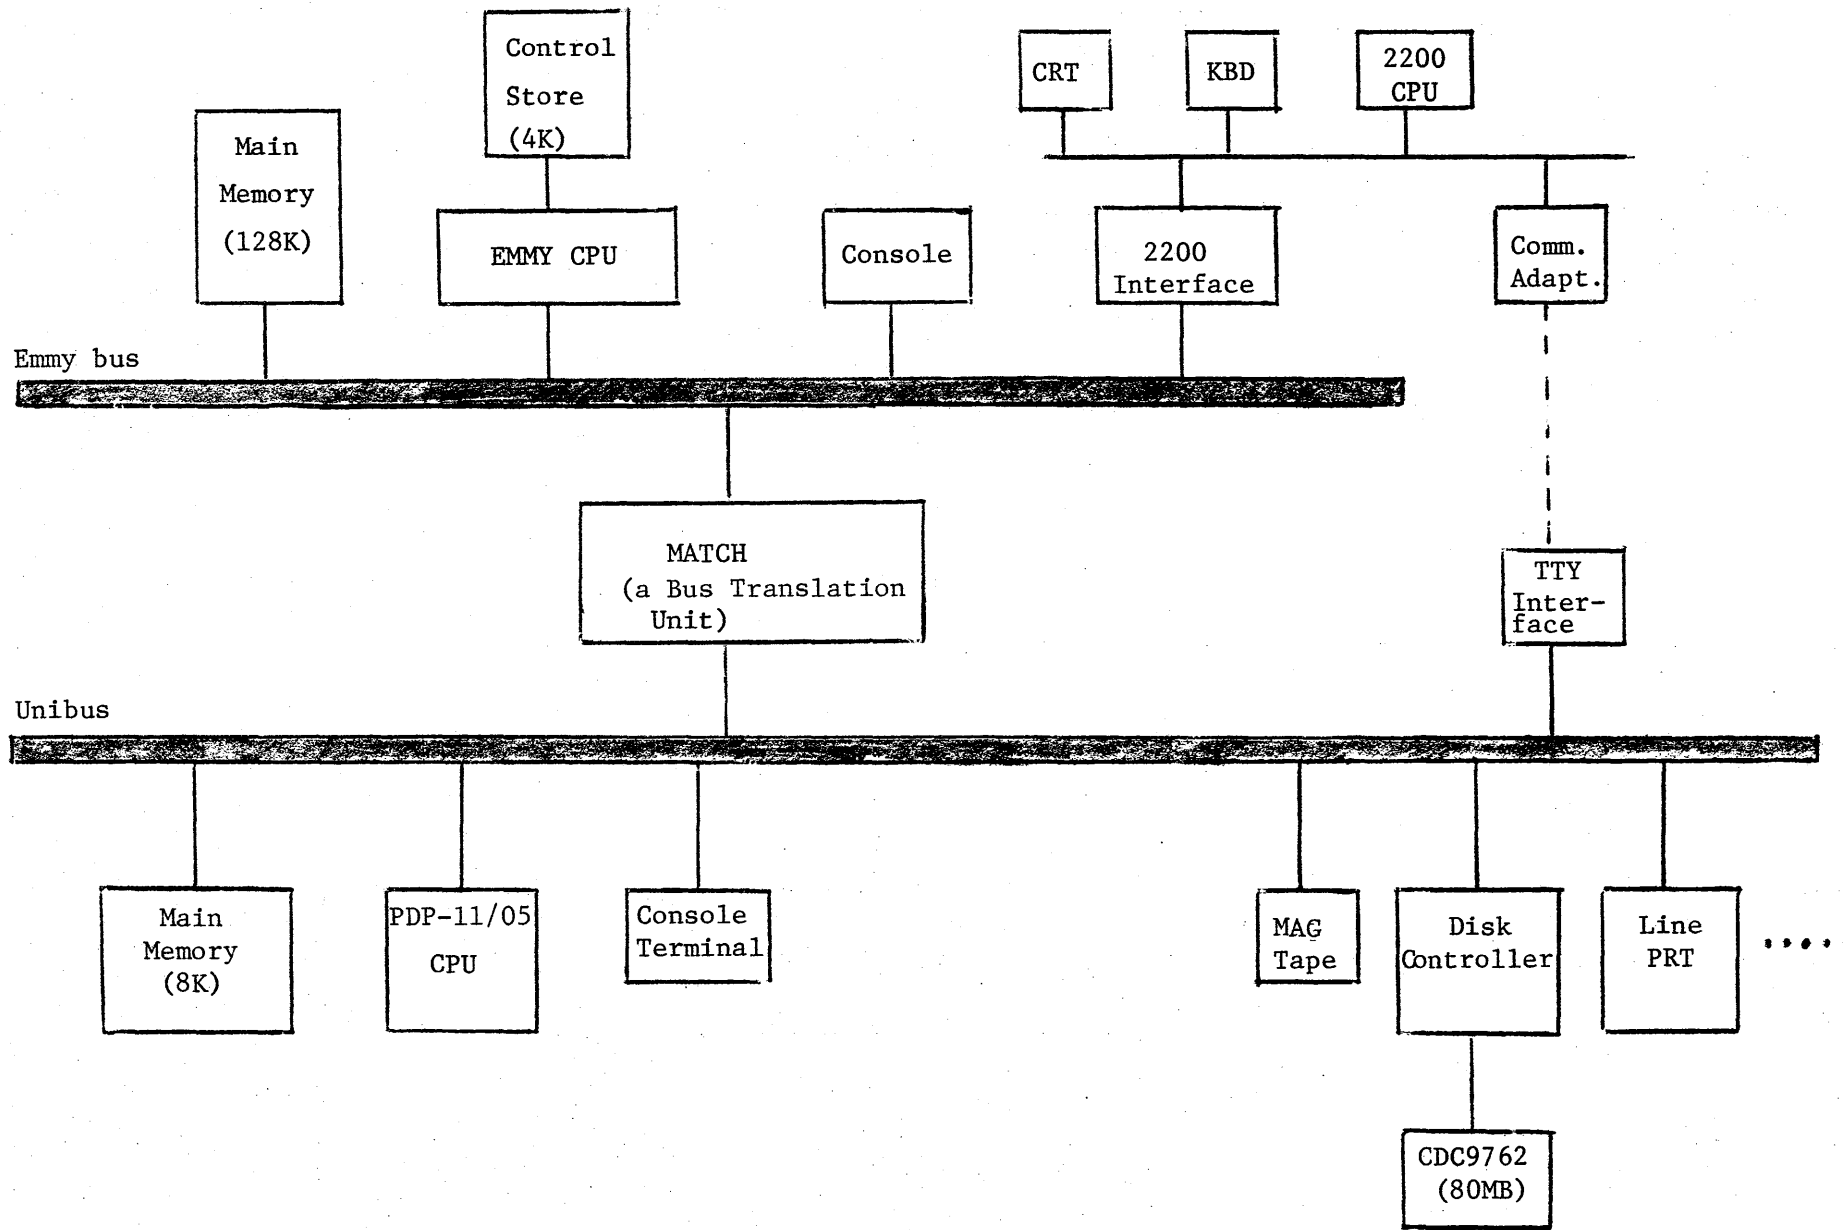 Control
Store
(4K)
CRT
KBD
2200
CPU
Main
Memory
(128K)
EMMY CPU
Console
2200
Interface
Comm.
Adapt.
Emmy bus
MATCH
(a Bus Translation
Unit)
TTY
Inter-
face
Unibus
Main
Memory
(8K)
PDP-11/05
CPU
Console
Terminal
MAG
Tape
Disk
Controller
Line
PRT
....
CDC9762
(80MB)